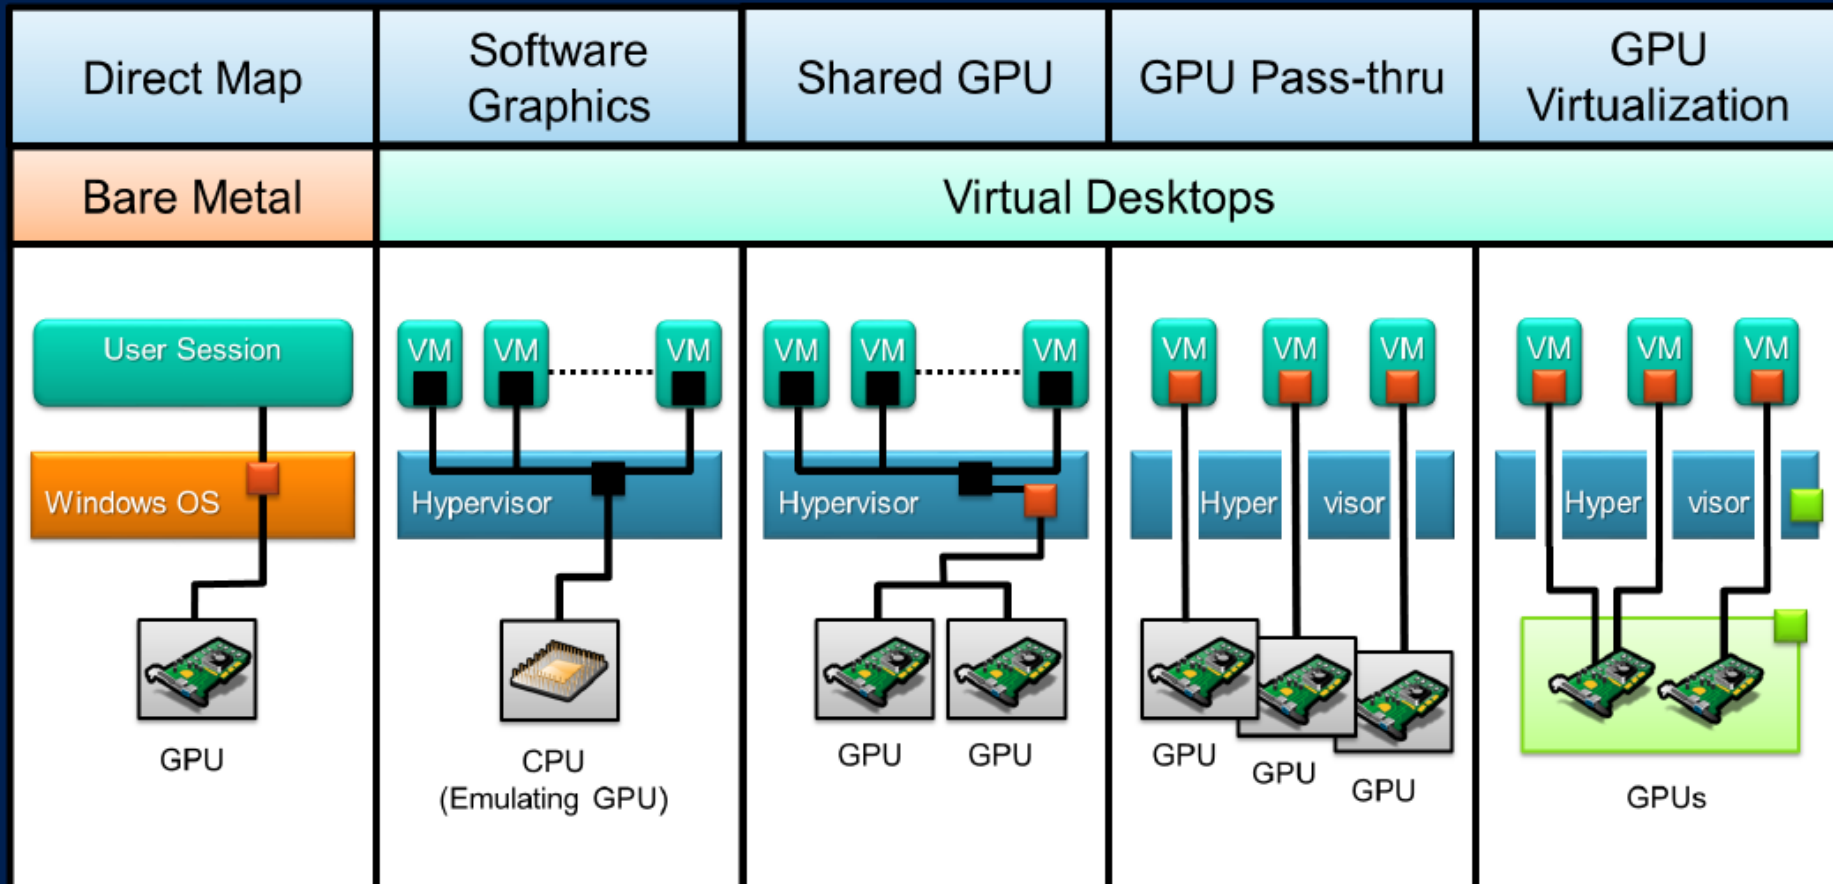 Direct Map
Software
Graphics
Shared GPU
GPU Pass-thru
GPU
Virtualization
Bare Metal
Virtual Desktops
User Session
Windows OS
GPU
VM VM VM
Hypervisor
CPU
(Emulating GPU)
VM VM VM
Hypervisor
GPU GPU
VM VM VM
Hyper visor
GPU
GPU
GPU
VM VM VM
Hyper visor
GPUs